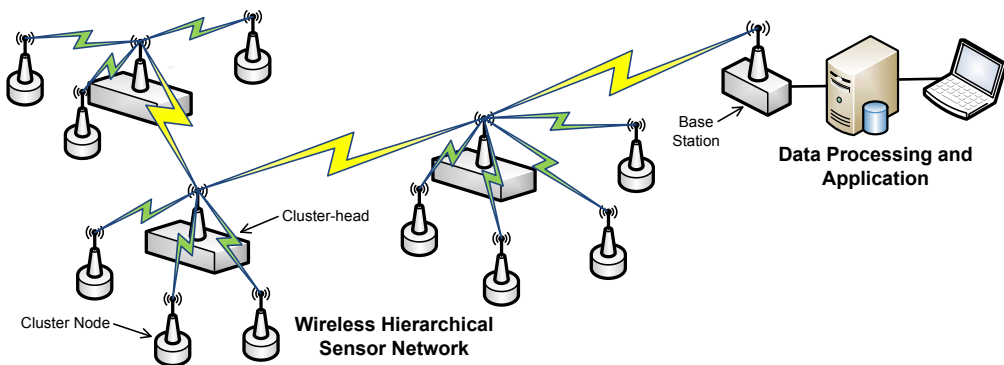 Base
Station
Data Processing and
Application
Cluster-head
Cluster Node
Wireless Hierarchical
Sensor Network